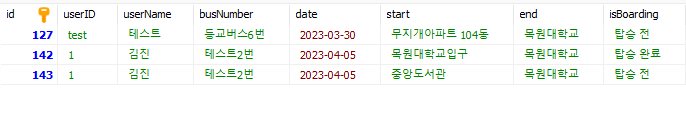 id userID userName busNumber date start end isBoarding
127 test 테스트 등교버스6번 2023-03-30 무지개아파트 104동 목원대학교 탑승 전
142 1 김진 테스트2번 2023-04-05 목원대학교입구 목원대학교 탑승 완료
143 1 김진 테스트2번 2023-04-05 중앙도서관 목원대학교 탑승 전